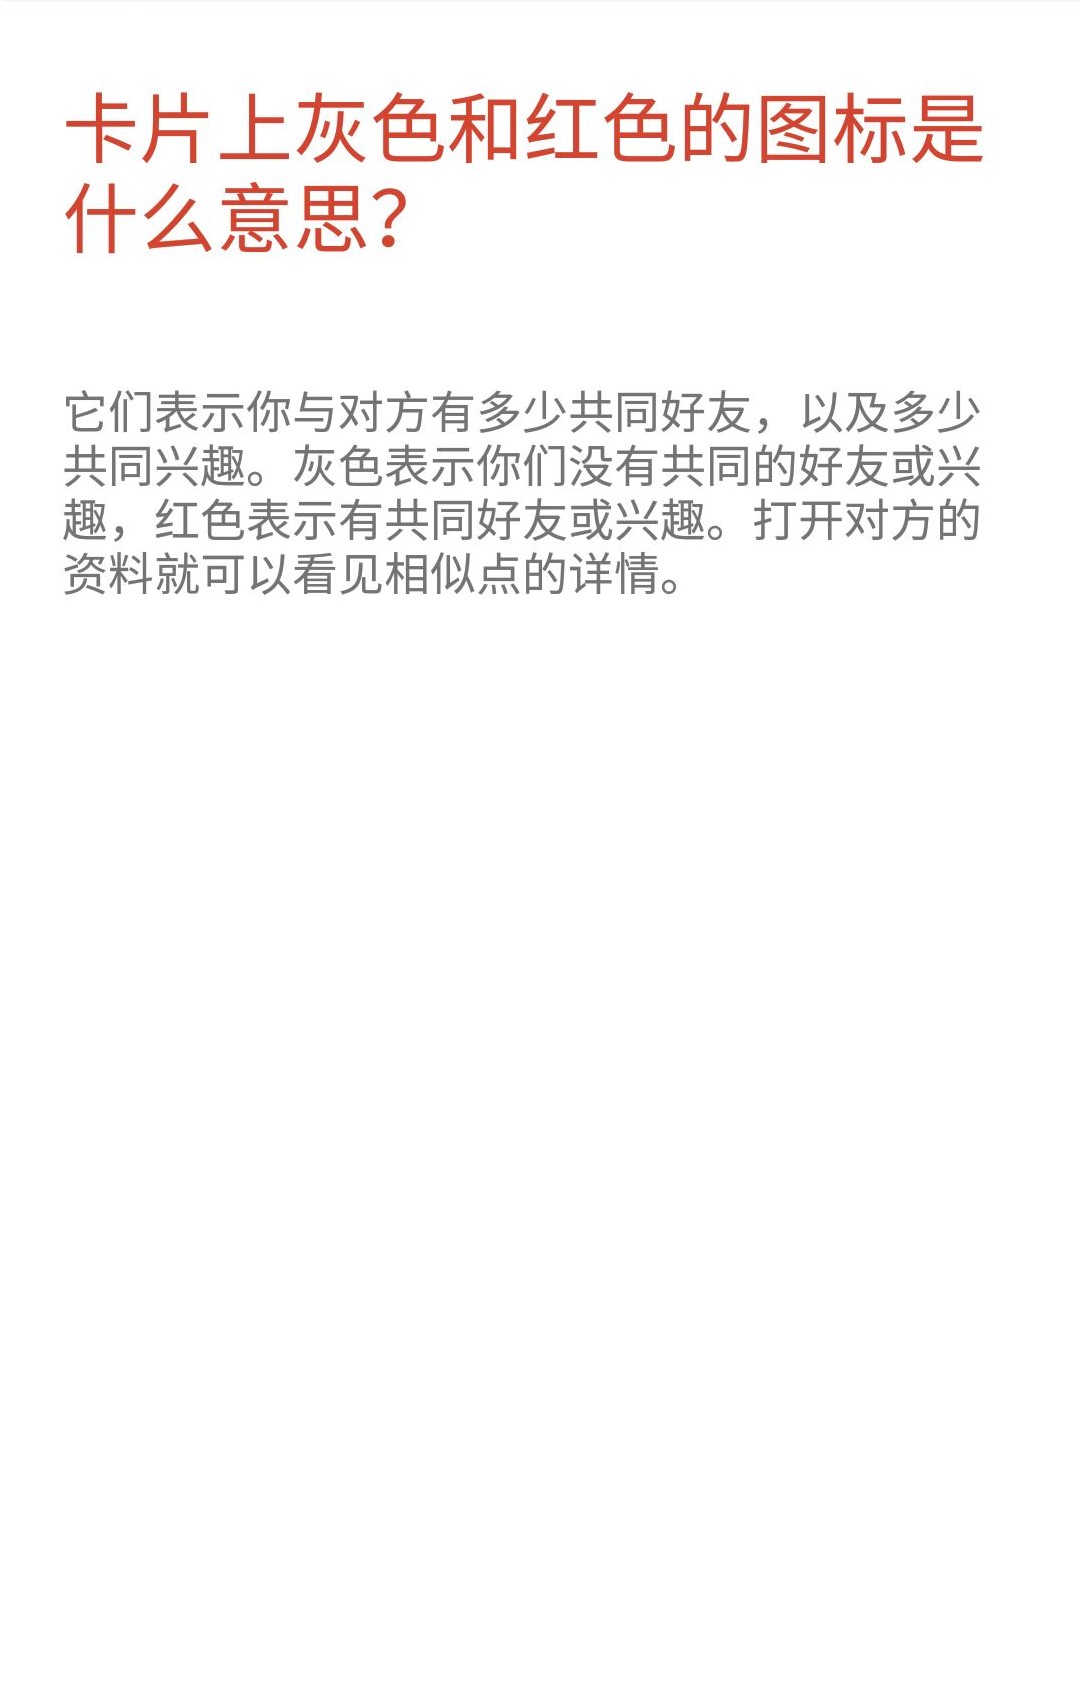 卡片上灰色和红色的图标是
什么意思？
它们表示你与对方有多少共同好友，以及多少
共同兴趣。灰色表示你们没有共同的好友或兴
趣，红色表示有共同好友或兴趣。打开对方的
资料就可以看见相似点的详情。